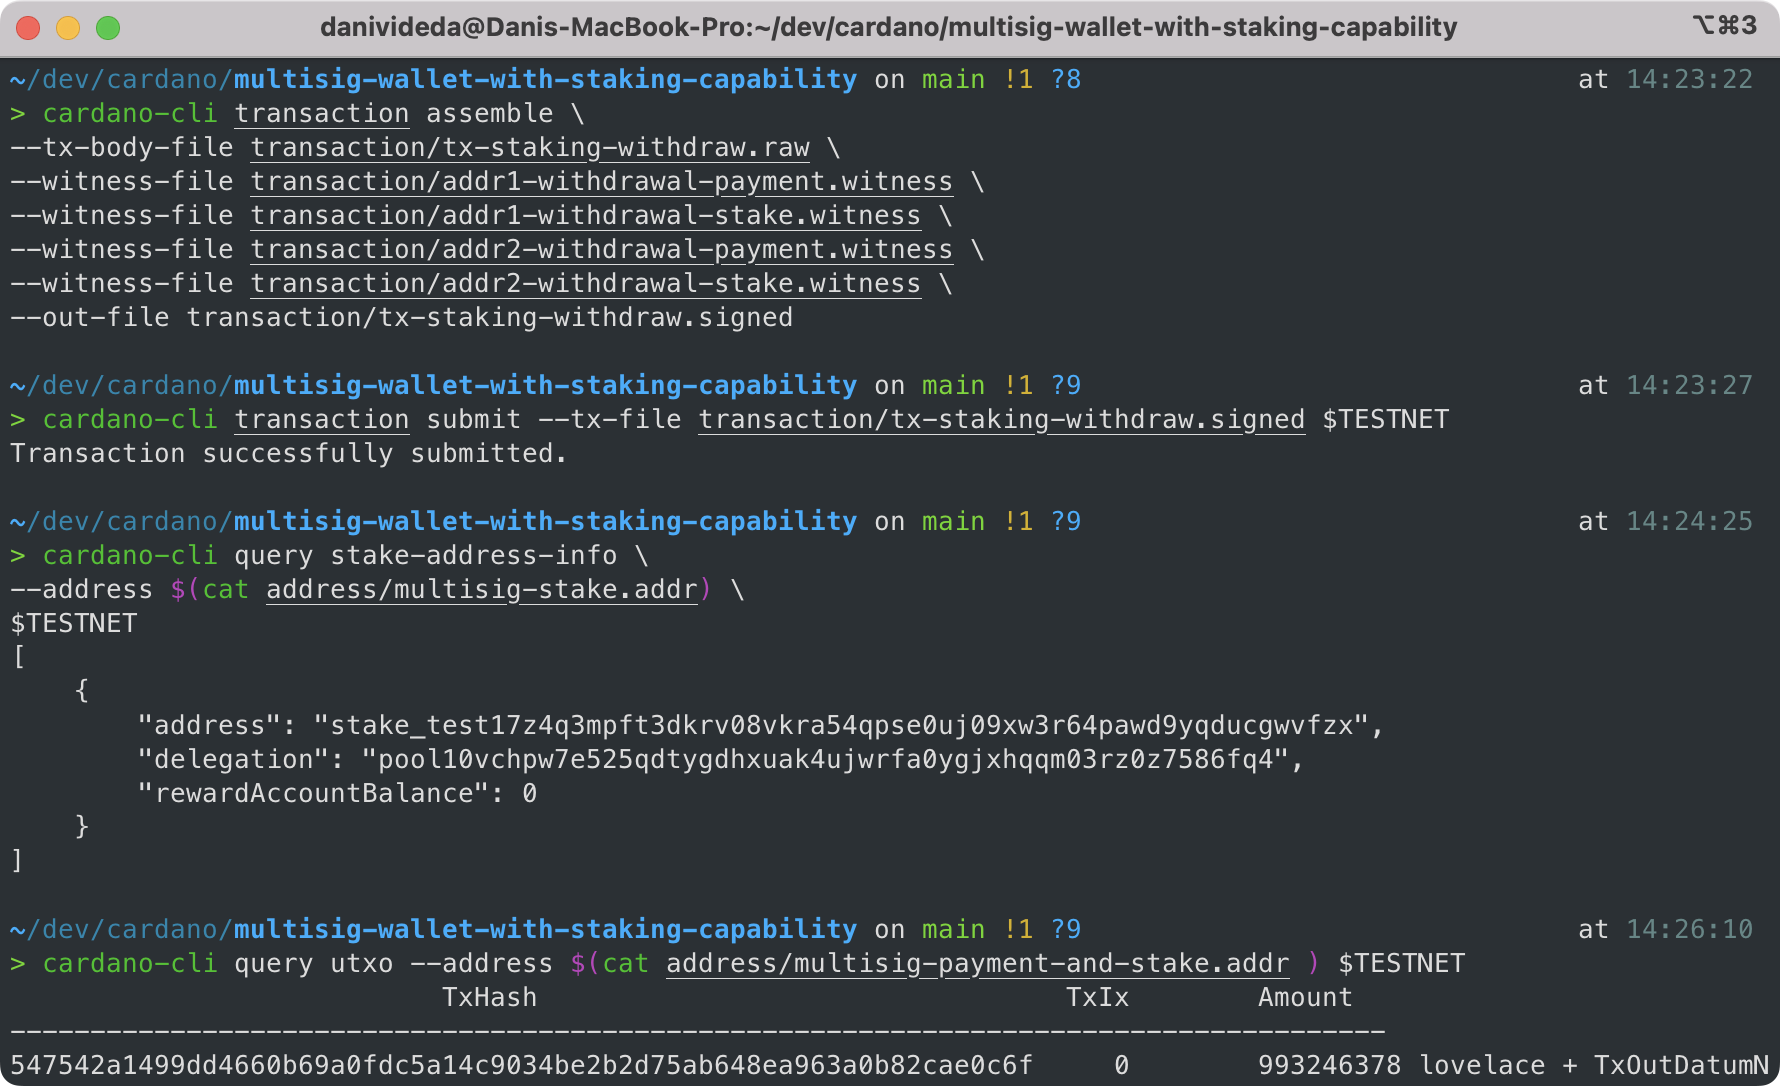 danivideda@Danis-MacBook-Pro:~/dev/cardano/multisig-wallet-with-staking-capability ⌥⌘3
~/dev/cardano/multisig-wallet-with-staking-capability on main !1 ?8 at 14:23:22
> cardano-cli transaction assemble \
--tx-body-file transaction/tx-staking-withdraw.raw \
--witness-file transaction/addr1-withdrawal-payment.witness \
--witness-file transaction/addr1-withdrawal-stake.witness \
--witness-file transaction/addr2-withdrawal-payment.witness \
--witness-file transaction/addr2-withdrawal-stake.witness \
--out-file transaction/tx-staking-withdraw.signed
~/dev/cardano/multisig-wallet-with-staking-capability on main !1 ?9 at 14:23:27
> cardano-cli transaction submit --tx-file transaction/tx-staking-withdraw.signed $TESTNET
Transaction successfully submitted.
~/dev/cardano/multisig-wallet-with-staking-capability on main !1 ?9 at 14:24:25
> cardano-cli query stake-address-info \
--address $(cat address/multisig-stake.addr) \
$TESTNET
[
{
"address": "stake_test17z4q3mpft3dkrv08vkra54qpse0uj09xw3r64pawd9yqducgwvfzx",
"delegation": "pool10vchpw7e525qdtygdhxuak4ujwrfa0ygjxhqqm03rz0z7586fq4",
"rewardAccountBalance": 0
}
]
~/dev/cardano/multisig-wallet-with-staking-capability on main !1 ?9 at 14:26:10
> cardano-cli query utxo --address $(cat address/multisig-payment-and-stake.addr ) $TESTNET
TxHash TxIx Amount
--------------------------------------------------------------------------------------
547542a1499dd4660b69a0fdc5a14c9034be2b2d75ab648ea963a0b82cae0c6f 0 993246378 lovelace + TxOutDatumN